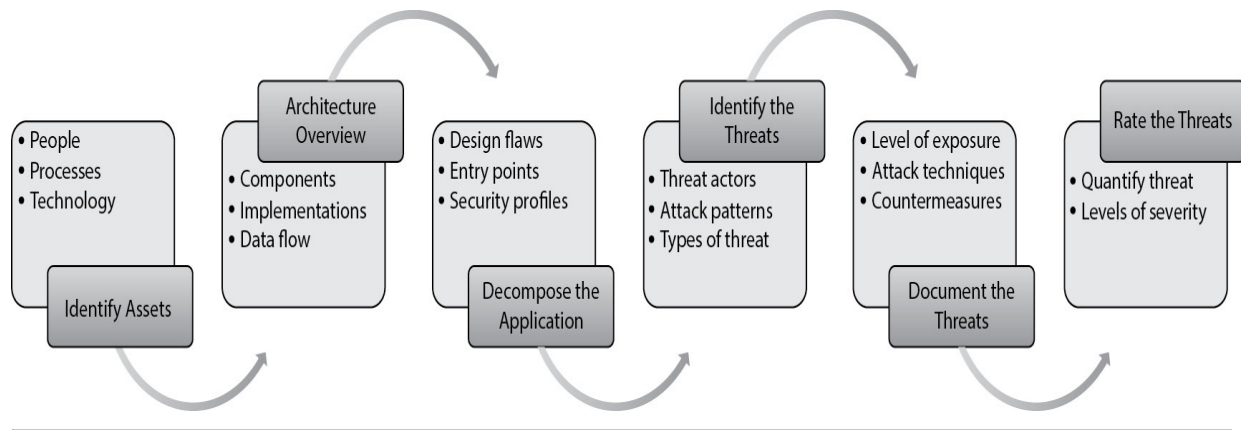 • People
• Processes
• Technology
Identify Assets
Architecture
Overview
• Components
• Implementations
• Data flow
• Design flaws
• Entry points
• Security profiles
Decompose the
Application
Identify the
Threats
• Threat actors
• Attack patterns
• Types of threat
• Level of exposure
• Attack techniques
• Countermeasures
Document the
Threats
Rate the Threats
• Quantify threat
• Levels of severity